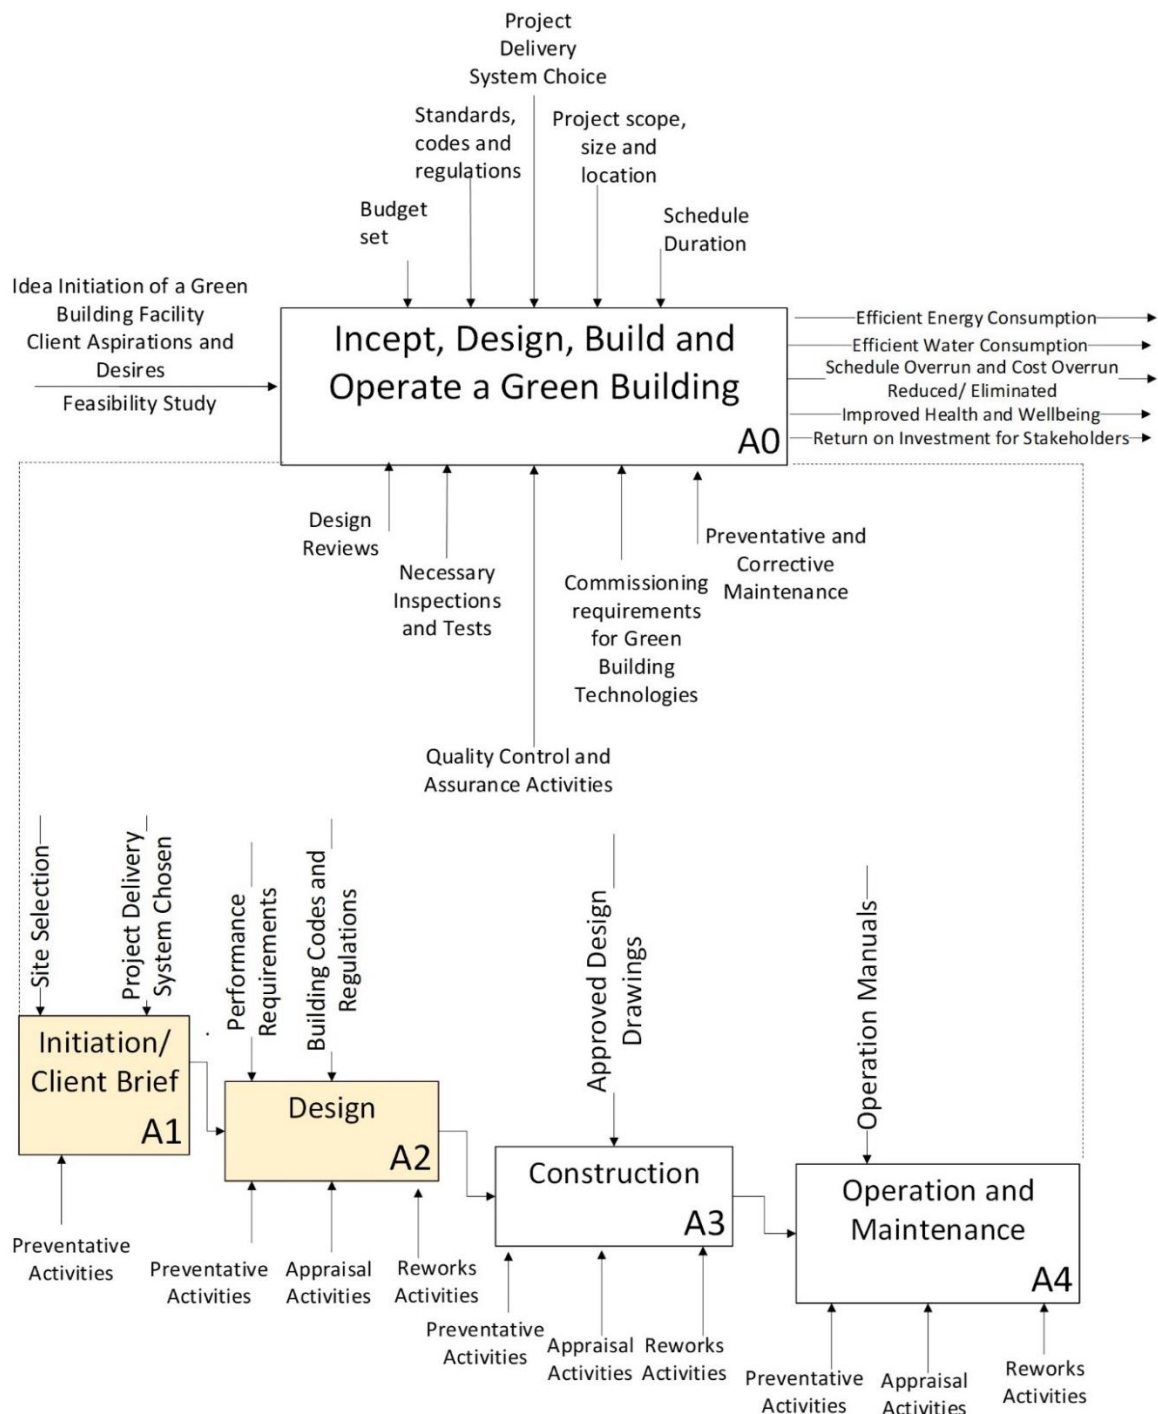 Project
Delivery
System Choice
Standards,
codes and
regulations
Project scope,
size and
location
Budget
set
Schedule
Duration
Idea Initiation of a Green
Building Facility
Client Aspirations and
Desires
Feasibility Study
Incept, Design, Build and
Operate a Green Building
A0
Efficient Energy Consumption
Efficient Water Consumption
Schedule Overrun and Cost Overrun
Reduced/ Eliminated
Improved Health and Wellbeing
Return on Investment for Stakeholders
Design
Reviews
Necessary
Inspections
and Tests
Quality Control and
Assurance Activities
Commissioning
requirements
for Green
Building
Technologies
Preventative and
Corrective
Maintenance
Site Selection
Project Delivery
System Chosen
Performance
Requirements
Building Codes and
Regulations
Approved Design
Drawings
Operation Manuals
Initiation/
Client Brief
A1
Design
A2
Construction
A3
Operation and
Maintenance
A4
Preventative
Activities
Preventative
Activities
Appraisal
Activities
Reworks
Activities
Preventative
Activities
Appraisal
Activities
Reworks
Activities
Preventative
Activities
Appraisal
Activities
Reworks
Activities